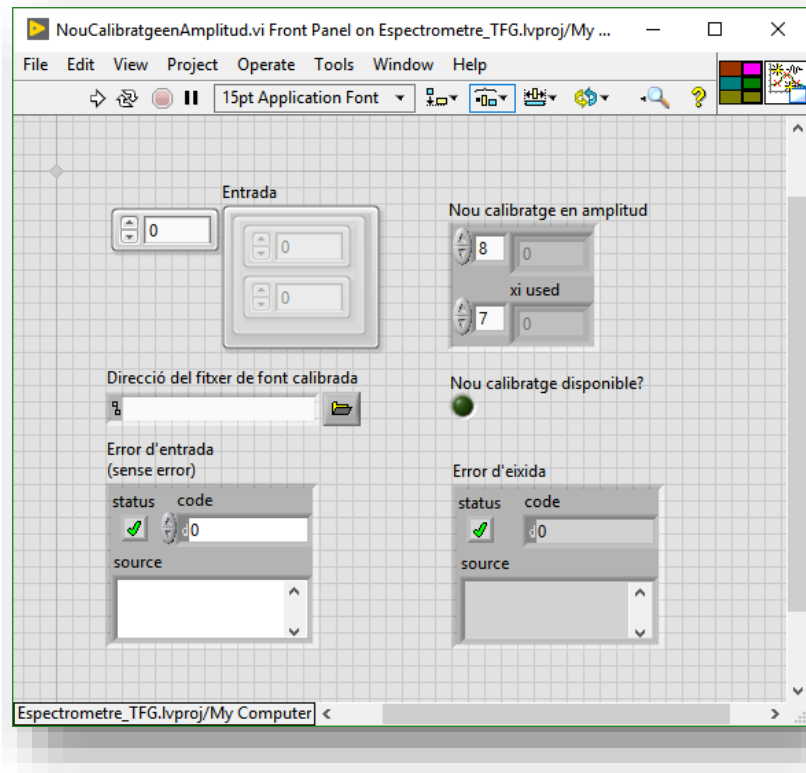 NouCalibratgeenAmplitud.vi Front Panel on Espectrometre_TFG.lvproj/My ...
File Edit View Project Operate Tools Window Help
15pt Application Font
Entrada
0
0
0
Nou calibratge en amplitud
8 0
xi used
7 0
Direcció del fitxer de font calibrada
Nou calibratge disponible?
Error d'entrada
(sense error)
status code
d0
source
Error d'eixida
status code
d0
source
Espectrometre_TFG.lvproj/My Computer